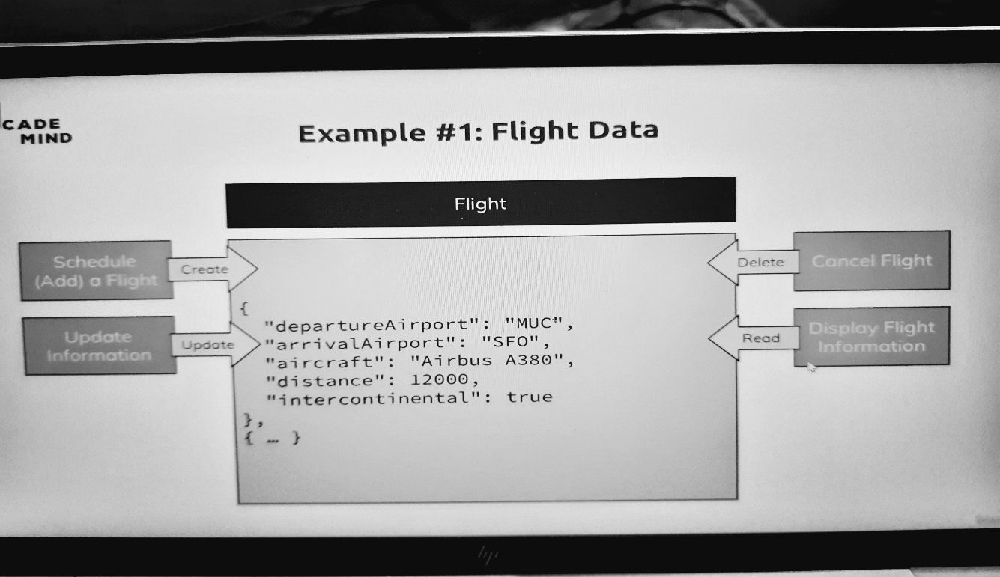 CADE
MIND
Example #1: Flight Data
Flight
Schedule
(Add) a Flight
Create
Update
Information
Update
{
"departureAirport": "MUC",
"arrivalAirport": "SFO",
"aircraft": "Airbus A380",
"distance": 12000,
"intercontinental": true
},
{ … }
Delete
Cancel Flight
Read
Display Flight
Information
hp